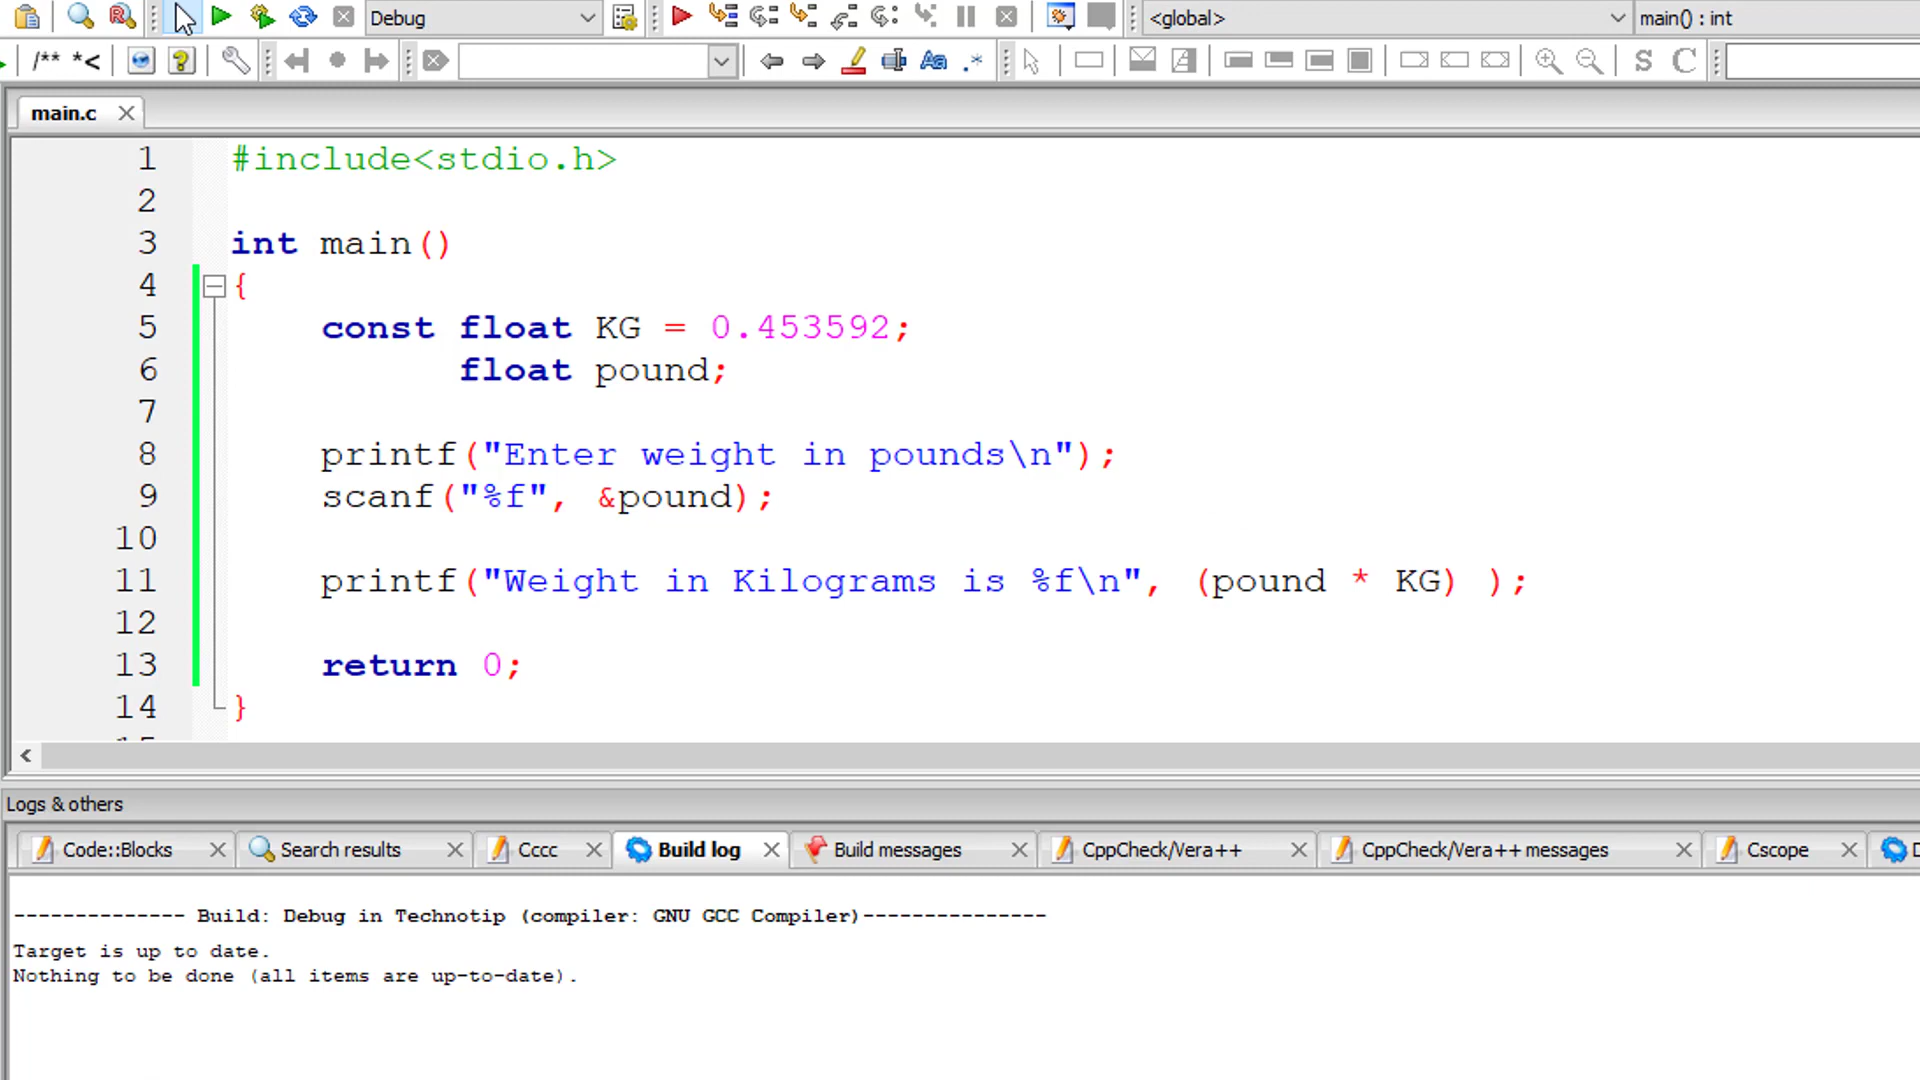 Debug <global> main() : int
/** *<
main.c
1 #include<stdio.h>
2
3 int main()
4 {
5 const float KG = 0.453592;
6 float pound;
7
8 printf("Enter weight in pounds\n");
9 scanf("%f", &pound);
10
11 printf("Weight in Kilograms is %f\n", (pound * KG) );
12
13 return 0;
14 }
Logs & others
Code::Blocks Search results Cccc Build log Build messages CppCheck/Vera++ CppCheck/Vera++ messages Cscope
-------------- Build: Debug in Technotip (compiler: GNU GCC Compiler)---------------
Target is up to date.
Nothing to be done (all items are up-to-date).